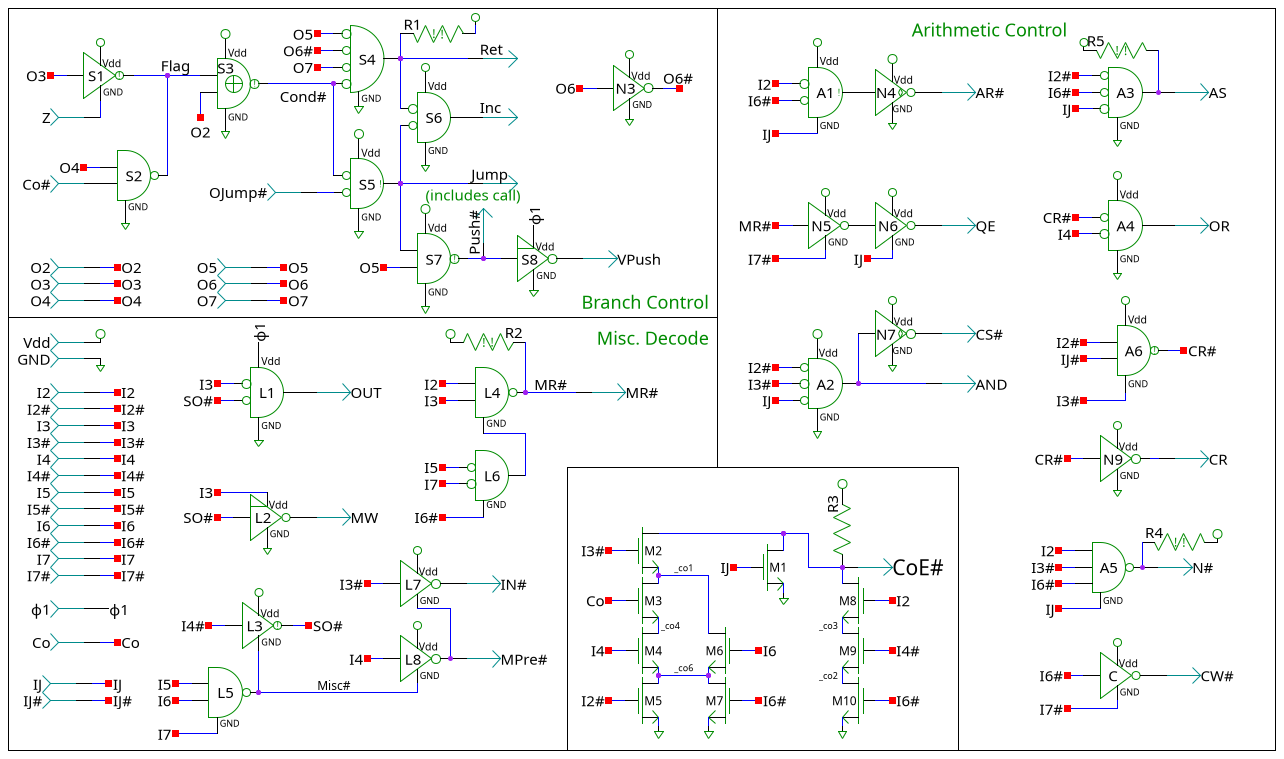 R1
O5
O6#
O7
S4
Ret
Vdd
O3
S1
GND
Flag
Vdd
S3
GND
O2
Cond#
Z
Vdd
S6
GND
Inc
Vdd
O6
N3
GND
O6#
O4
Co#
S2
GND
Vdd
OJump#
S5
GND
Jump
(includes call)
Push#
ϕ1
Vdd
O5
S7
GND
S8
GND
VPush
O2
O2
O3
O3
O4
O4
O5
O5
O6
O6
O7
O7
Branch Control
Misc. Decode
Vdd
GND
I2
I2
I2#
I2#
I3
I3
I3#
I3#
I4
I4
I4#
I4#
I5
I5
I5#
I5#
I6
I6
I6#
I6#
I7
I7
I7#
I7#
ϕ1
ϕ1
Co
Co
IJ
IJ
IJ#
IJ#
ϕ1
Vdd
I3
SO#
L1
GND
OUT
I3
Vdd
SO#
L2
GND
MW
Vdd
I4#
L3
SO#
GND
I5
I6
L5
GND
I7
Misc#
R2
I2
I3
L4
GND
MR#
MR#
I5
I7
L6
GND
I6#
Vdd
I3#
L7
GND
IN#
Vdd
I4
L8
GND
MPre#
I3#
M2
_co1
Co
M3
_co4
I4
M4
_co6
I2#
M5
IJ
M1
M6
I6
M7
I6#
R3
CoE#
M8
I2
_co3
M9
I4#
_co2
M10
I6#
Arithmetic Control
Vdd
I2
I6#
A1
GND
IJ
Vdd
N4
GND
AR#
R5
I2#
I6#
IJ
A3
GND
AS
Vdd
MR#
N5
GND
I7#
Vdd
N6
GND
IJ
QE
Vdd
CR#
I4
A4
GND
OR
Vdd
N7
GND
CS#
Vdd
I2#
I3#
IJ
A2
GND
AND
Vdd
I2#
IJ#
A6
GND
CR#
I3#
Vdd
CR#
N9
GND
CR
R4
I2
I3#
I6#
A5
GND
N#
IJ
Vdd
I6#
C
GND
CW#
I7#